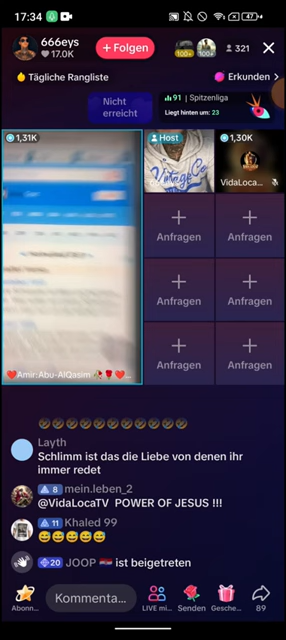 17:34
47
666eys
17.0K
+ Folgen
100+
100+
321
Tägliche Rangliste
Erkunden >
Nicht erreicht
91 | Spitzenliga
Liegt hinten um: 23
1,31K
Host
1,30K
VidaLoca...
Anfragen
Anfragen
Anfragen
Anfragen
Anfragen
Anfragen
❤️Amir:Abu-AlQasim 🥀🌹❤️...
🤣🤣🤣🤣🤣🤣🤣🤣🤣🤣🤣
Layth
Schlimm ist das die Liebe von denen ihr
immer redet
8 mein.leben_2
@VidaLocaTV POWER OF JESUS !!!
11 Khaled 99
😅😅😅😅😅
20 JOOP 🇭🇷 ist beigetreten
Abonn...
Kommenta...
LIVE mi...
Senden
Gesche...
89